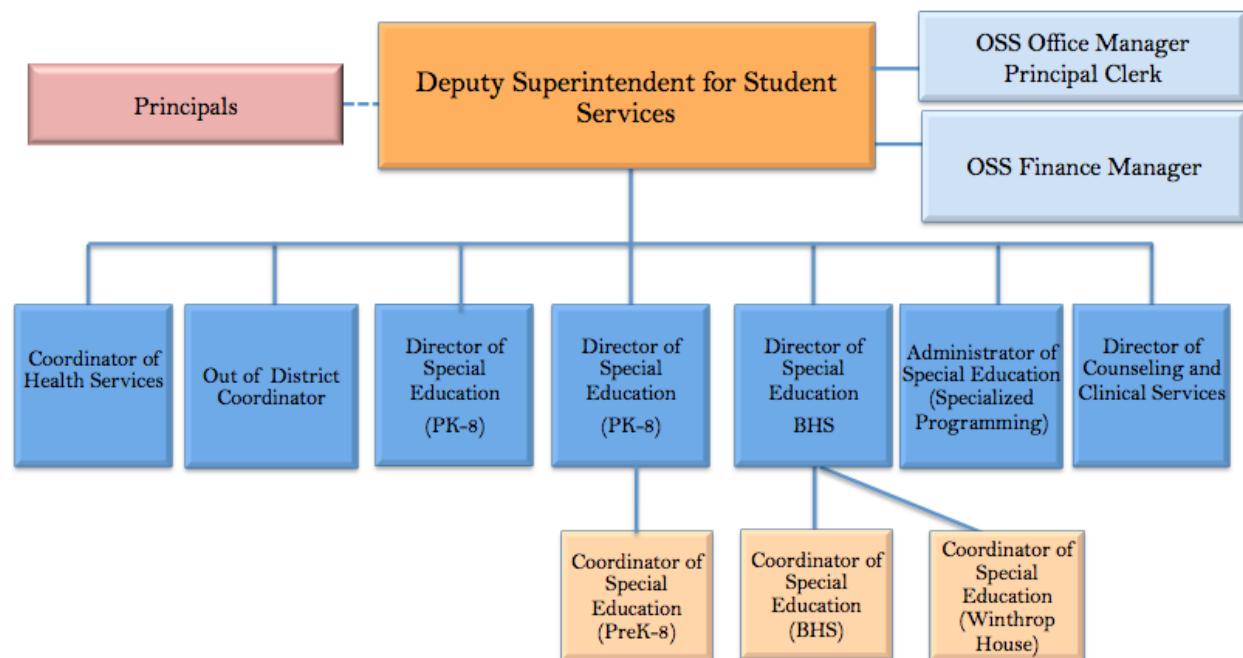 OSS Office Manager
Principal Clerk
Deputy Superintendent for Student
Services
Principals
OSS Finance Manager
Coordinator of
Health Services
Out of District
Coordinator
Director of
Special
Education
(PK-8)
Director of
Special
Education
(PK-8)
Director of
Special
Education
BHS
Administrator of
Special Education
(Specialized
Programming)
Director of
Counseling and
Clinical Services
Coordinator of
Special
Education
(PreK-8)
Coordinator of
Special
Education
(BHS)
Coordinator of
Special
Education
(Winthrop
House)